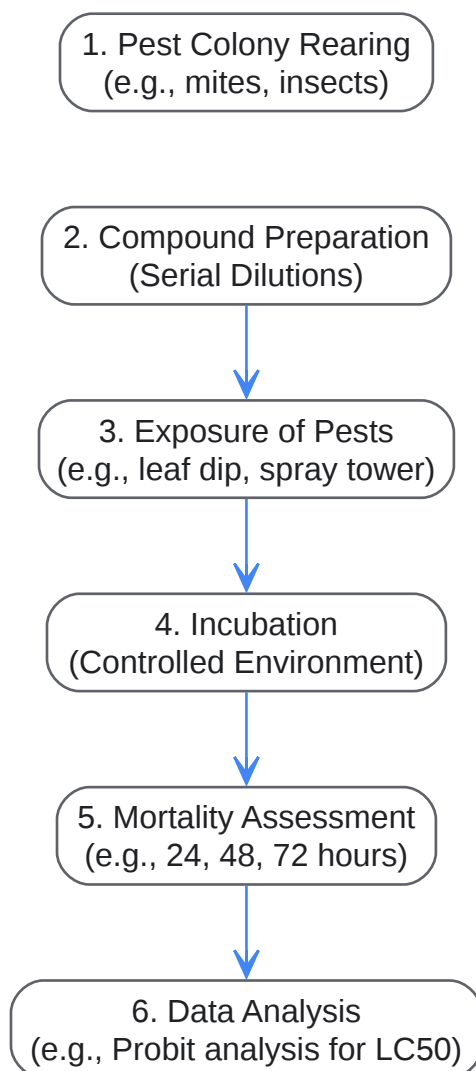 1. Pest Colony Rearing
(e.g., mites, insects)
2. Compound Preparation
(Serial Dilutions)
3. Exposure of Pests
(e.g., leaf dip, spray tower)
4. Incubation
(Controlled Environment)
5. Mortality Assessment
(e.g., 24, 48, 72 hours)
6. Data Analysis
(e.g., Probit analysis for LC50)